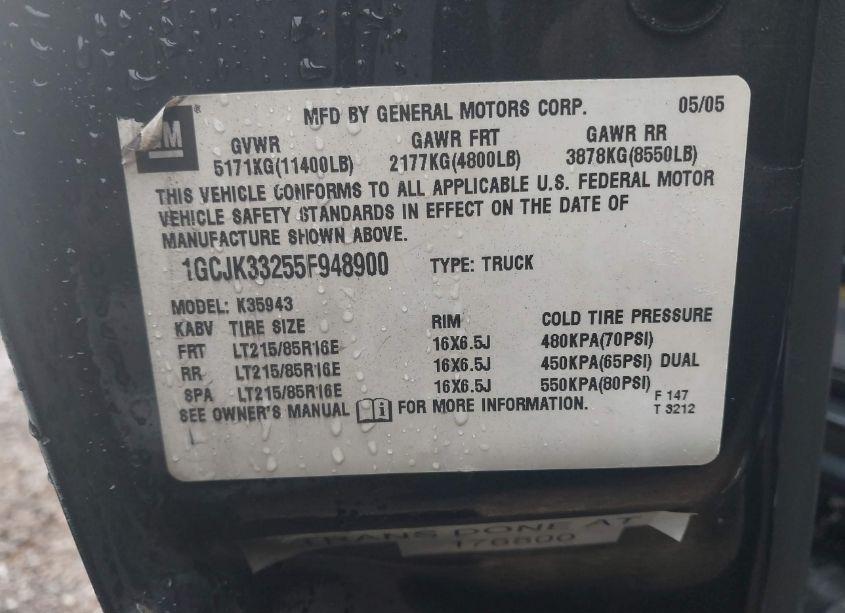 GM ®
MFD BY GENERAL MOTORS CORP. 05/05
GVWR GAWR FRT GAWR RR
5171KG(11400LB) 2177KG(4800LB) 3878KG(8550LB)
THIS VEHICLE CONFORMS TO ALL APPLICABLE U.S. FEDERAL MOTOR
VEHICLE SAFETY STANDARDS IN EFFECT ON THE DATE OF
MANUFACTURE SHOWN ABOVE.
1GCJK33255F948900 TYPE: TRUCK
MODEL: K35943
KABV TIRE SIZE RIM COLD TIRE PRESSURE
FRT LT215/85R16E 16X6.5J 480KPA(70PSI)
RR LT215/85R16E 16X6.5J 450KPA(65PSI) DUAL
SPA LT215/85R16E 16X6.5J 550KPA(80PSI)
SEE OWNER'S MANUAL i FOR MORE INFORMATION.
F 147
T 3212
TRANS DONE AT
176800